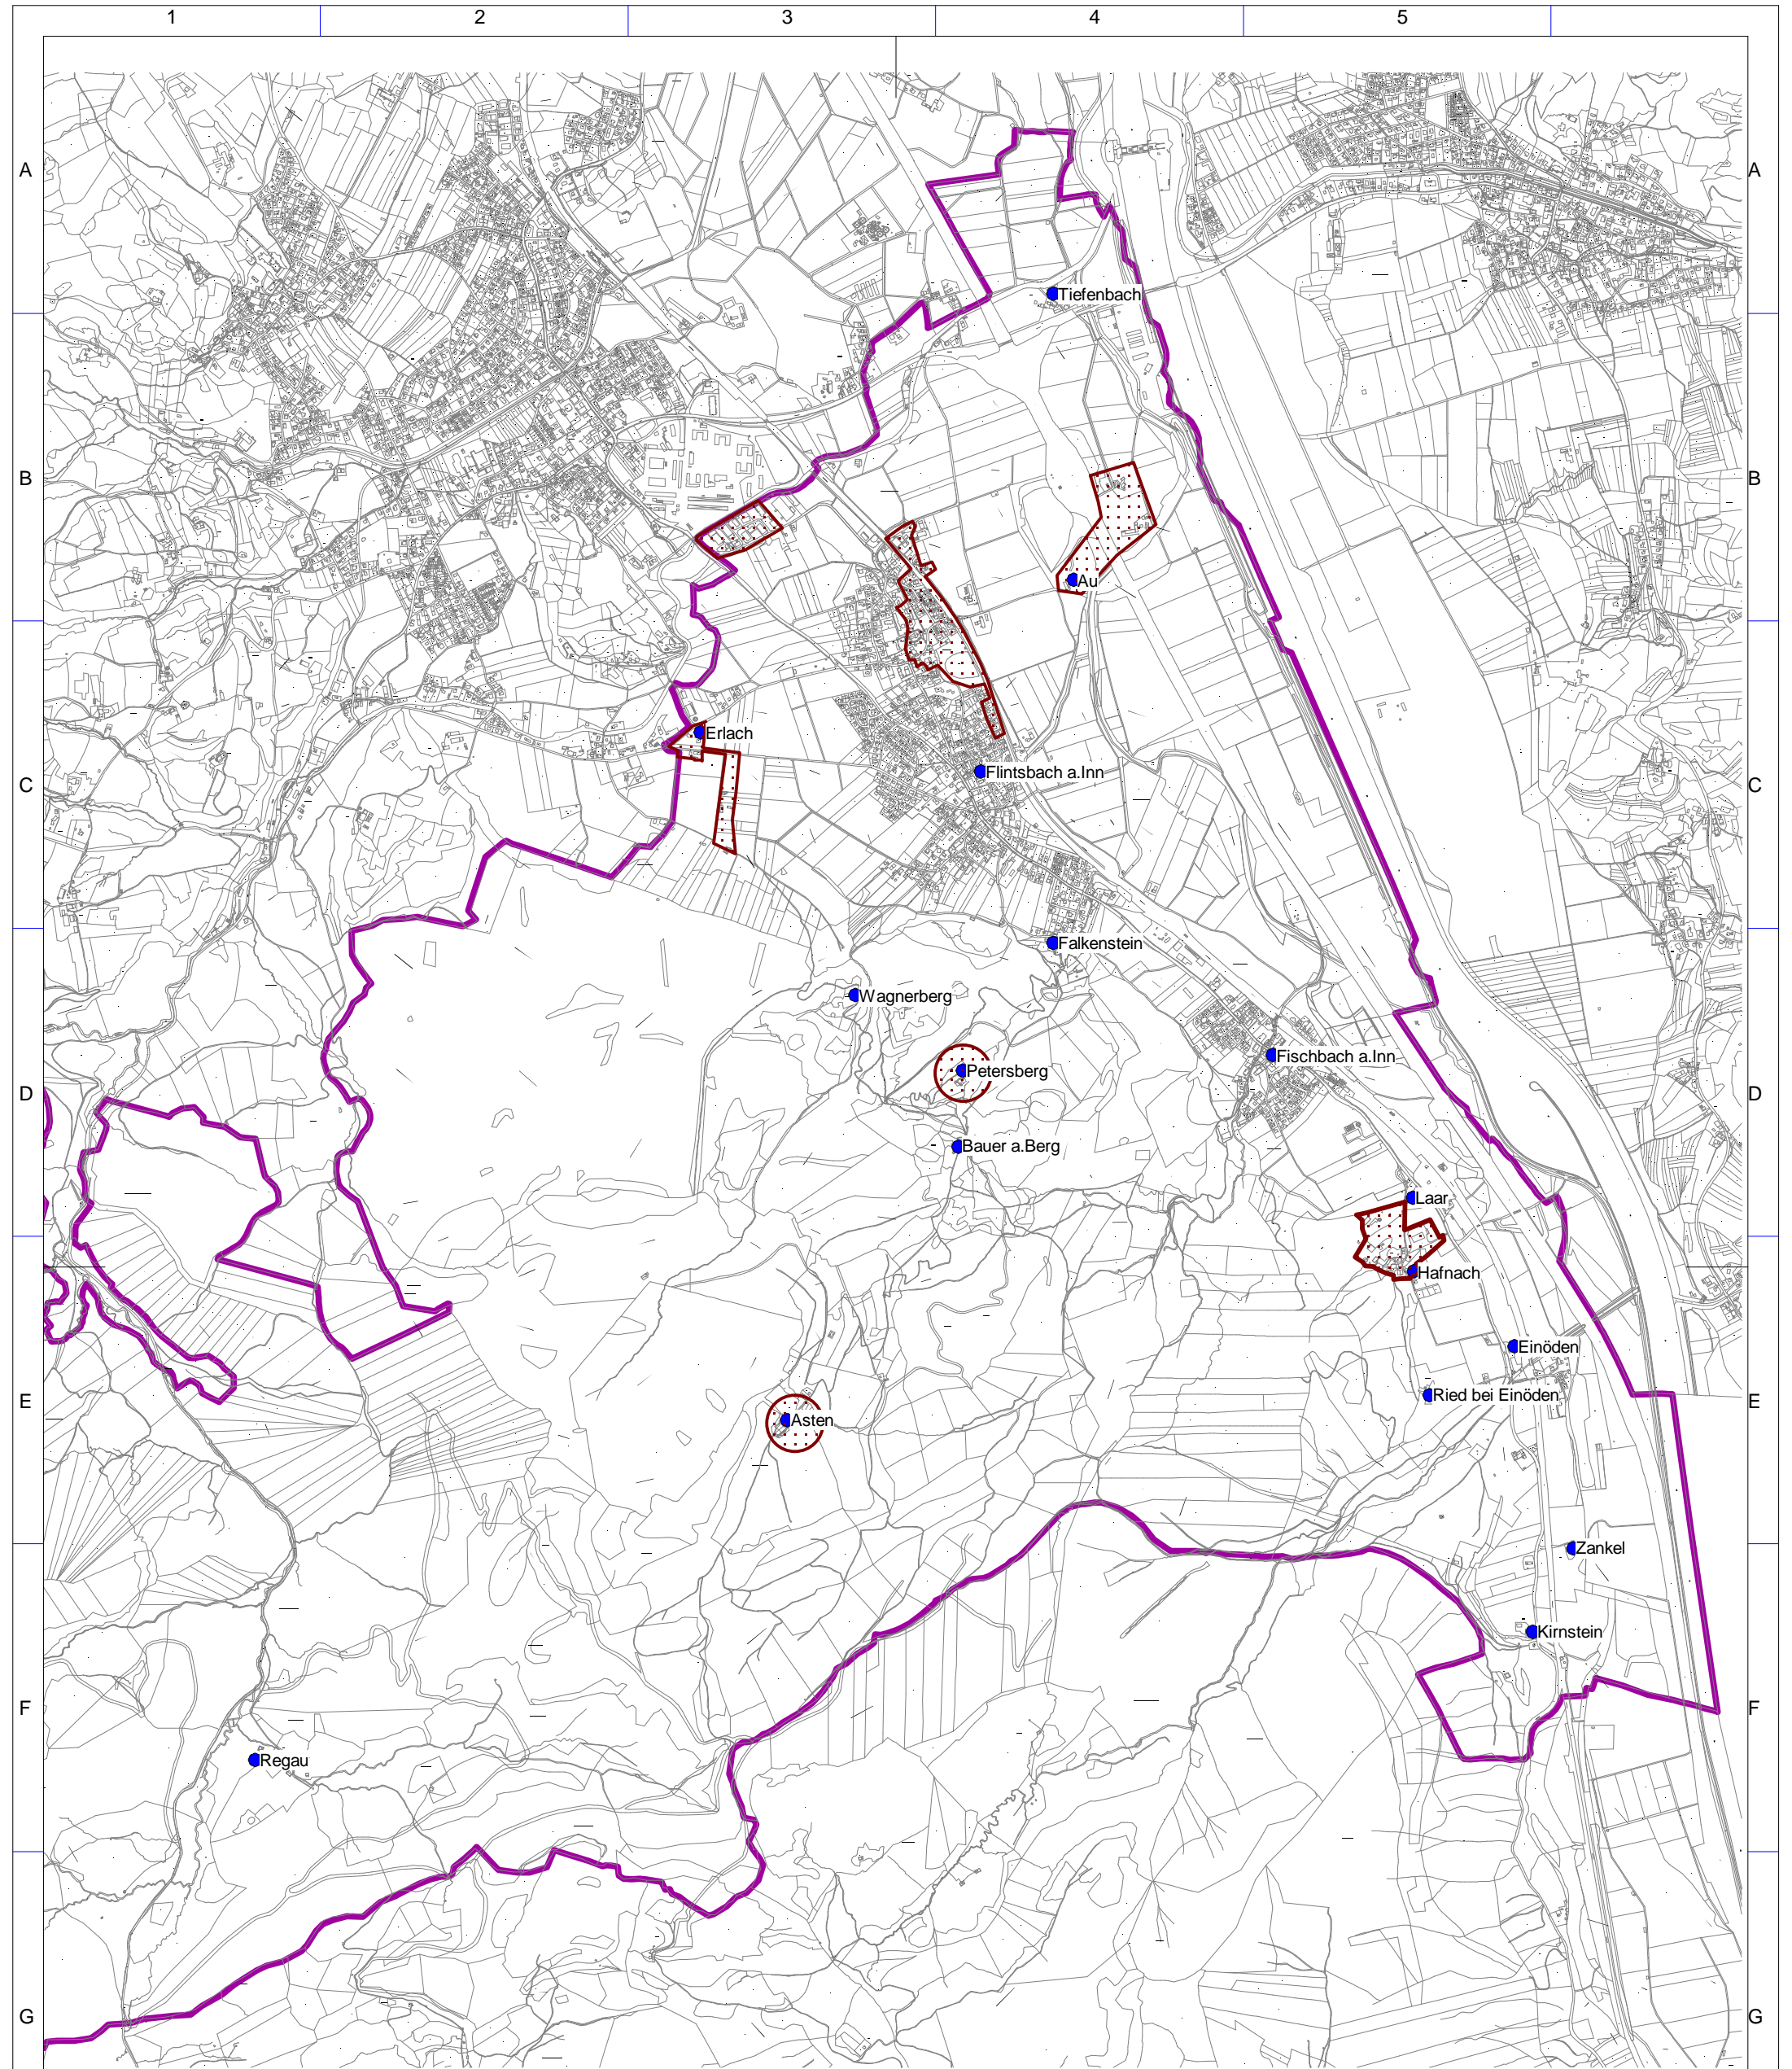 1 2 3 4 5
A A
Tiefenbach
B B
Au
Erlach
Flintsbach a.Inn
C C
Falkenstein
Wagnerberg
Fischbach a.Inn
Petersberg
D D
Bauer a.Berg
Laar
Hafnach
Einöden
Ried bei Einöden
E E
Asten
Zankel
Kirnstein
F F
Regau
G G